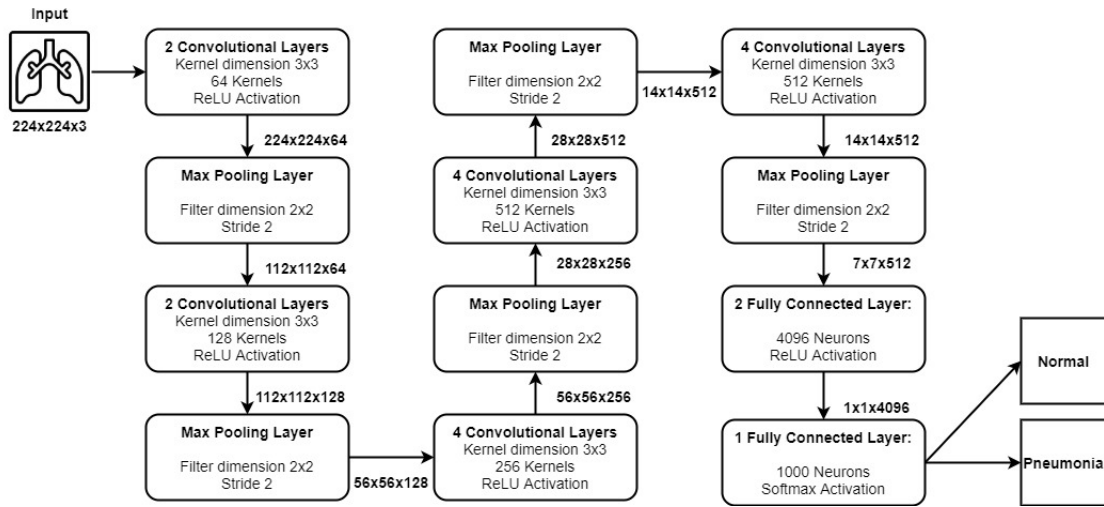 Input
224x224x3
2 Convolutional Layers
Kernel dimension 3x3
64 Kernels
ReLU Activation
224x224x64
Max Pooling Layer
Filter dimension 2x2
Stride 2
112x112x64
2 Convolutional Layers
Kernel dimension 3x3
128 Kernels
ReLU Activation
112x112x128
Max Pooling Layer
Filter dimension 2x2
Stride 2
56x56x128
4 Convolutional Layers
Kernel dimension 3x3
256 Kernels
ReLU Activation
56x56x256
Max Pooling Layer
Filter dimension 2x2
Stride 2
28x28x256
4 Convolutional Layers
Kernel dimension 3x3
512 Kernels
ReLU Activation
28x28x512
Max Pooling Layer
Filter dimension 2x2
Stride 2
14x14x512
4 Convolutional Layers
Kernel dimension 3x3
512 Kernels
ReLU Activation
14x14x512
Max Pooling Layer
Filter dimension 2x2
Stride 2
7x7x512
2 Fully Connected Layer:
4096 Neurons
ReLU Activation
1x1x4096
1 Fully Connected Layer:
1000 Neurons
Softmax Activation
Normal
Pneumonia